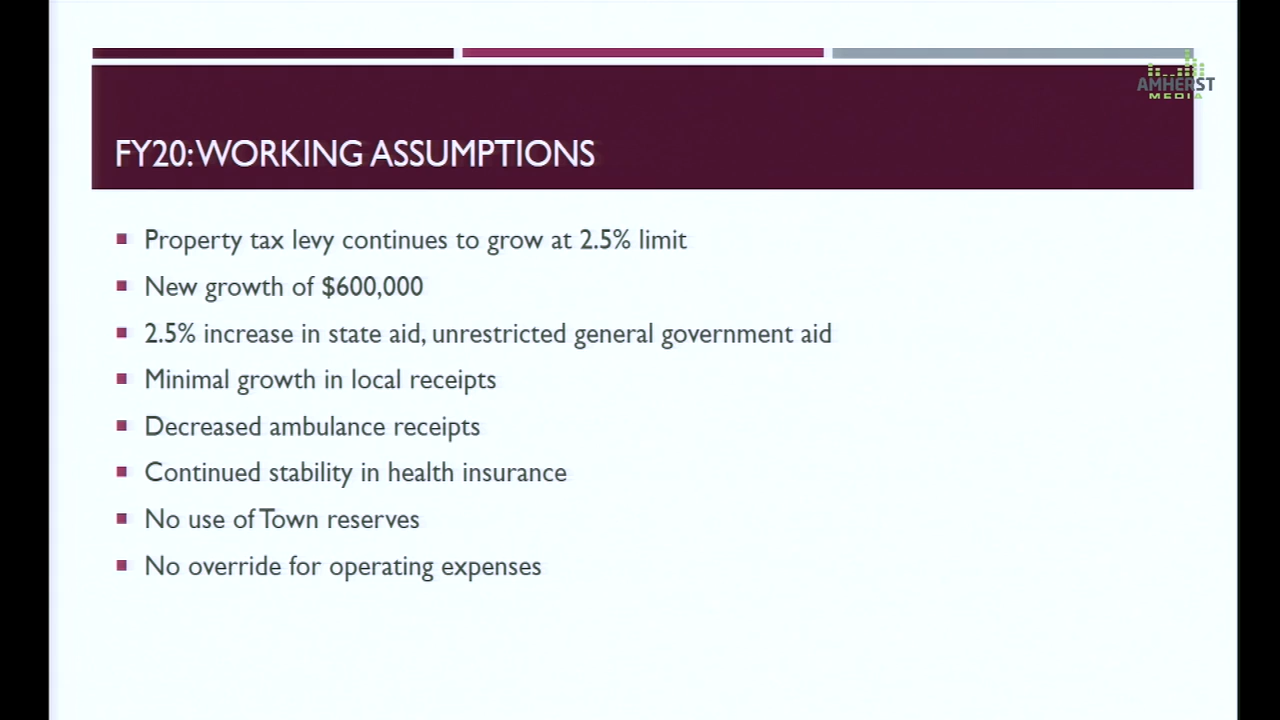 AMHERST
MEDIA
FY20: WORKING ASSUMPTIONS
Property tax levy continues to grow at 2.5% limit
New growth of $600,000
2.5% increase in state aid, unrestricted general government aid
Minimal growth in local receipts
Decreased ambulance receipts
Continued stability in health insurance
No use of Town reserves
No override for operating expenses